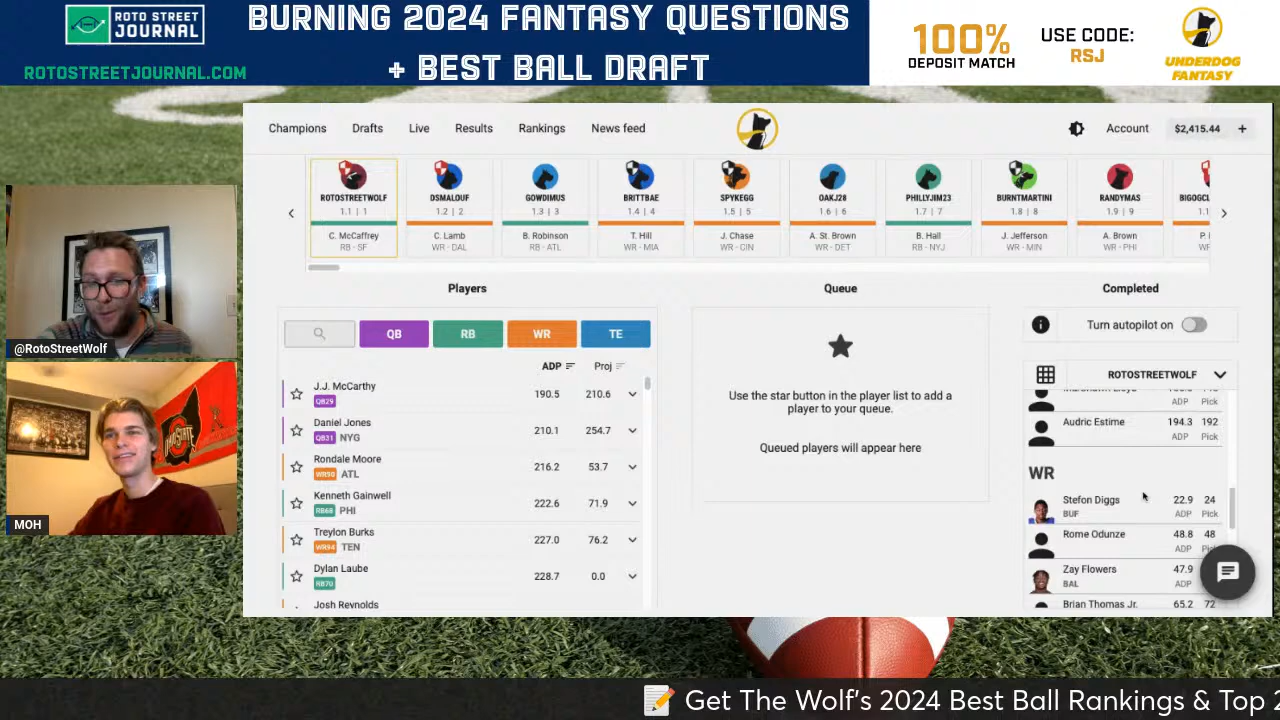 ROTO STREET
JOURNAL
ROTOSTREETJOURNAL.COM
BURNING 2024 FANTASY QUESTIONS
+ BEST BALL DRAFT
100%
DEPOSIT MATCH
USE CODE:
RSJ
UNDERDOG
FANTASY
Champions Drafts Live Results Rankings News feed Account $2,415.44 +
ROTOSTREETWOLF
1.1 | 1
C. McCaffrey
RB - SF
DSMALOUF
1.2 | 2
C. Lamb
WR - DAL
GOWDIMUS
1.3 | 3
B. Robinson
RB - ATL
BRITTBAE
1.4 | 4
T. Hill
WR - MIA
SPYKEGG
1.5 | 5
J. Chase
WR - CIN
OAKJ28
1.6 | 6
A. St. Brown
WR - DET
PHILLYJIM23
1.7 | 7
B. Hall
RB - NYJ
BURNTMARTINI
1.8 | 8
J. Jefferson
WR - MIN
RANDYMAS
1.9 | 9
A. Brown
WR - PHI
BIGOGCL
1.1
P.
WF
Players
QB RB WR TE
ADP Proj
J.J. McCarthy 190.5 210.6
QB29
Daniel Jones 210.1 254.7
QB31 NYG
Rondale Moore 216.2 53.7
WR90 ATL
Kenneth Gainwell 222.6 71.9
RB68 PHI
Treylon Burks 227.0 76.2
WR94 TEN
Dylan Laube 228.7 0.0
RB70
Josh Reynolds
Queue
Use the star button in the player list to add a
player to your queue.
Queued players will appear here
Completed
Turn autopilot on
ROTOSTREETWOLF
ADP Pick
Audric Estime 194.3 192
ADP Pick
WR
Stefon Diggs 22.9 24
BUF ADP Pick
Rome Odunze 48.8 48
ADP Pick
Zay Flowers 47.9
BAL ADP
Brian Thomas Jr. 65.2 72
@RotoStreetWolf
OHIO STATE
MOH
📝 Get The Wolf's 2024 Best Ball Rankings & Top 2